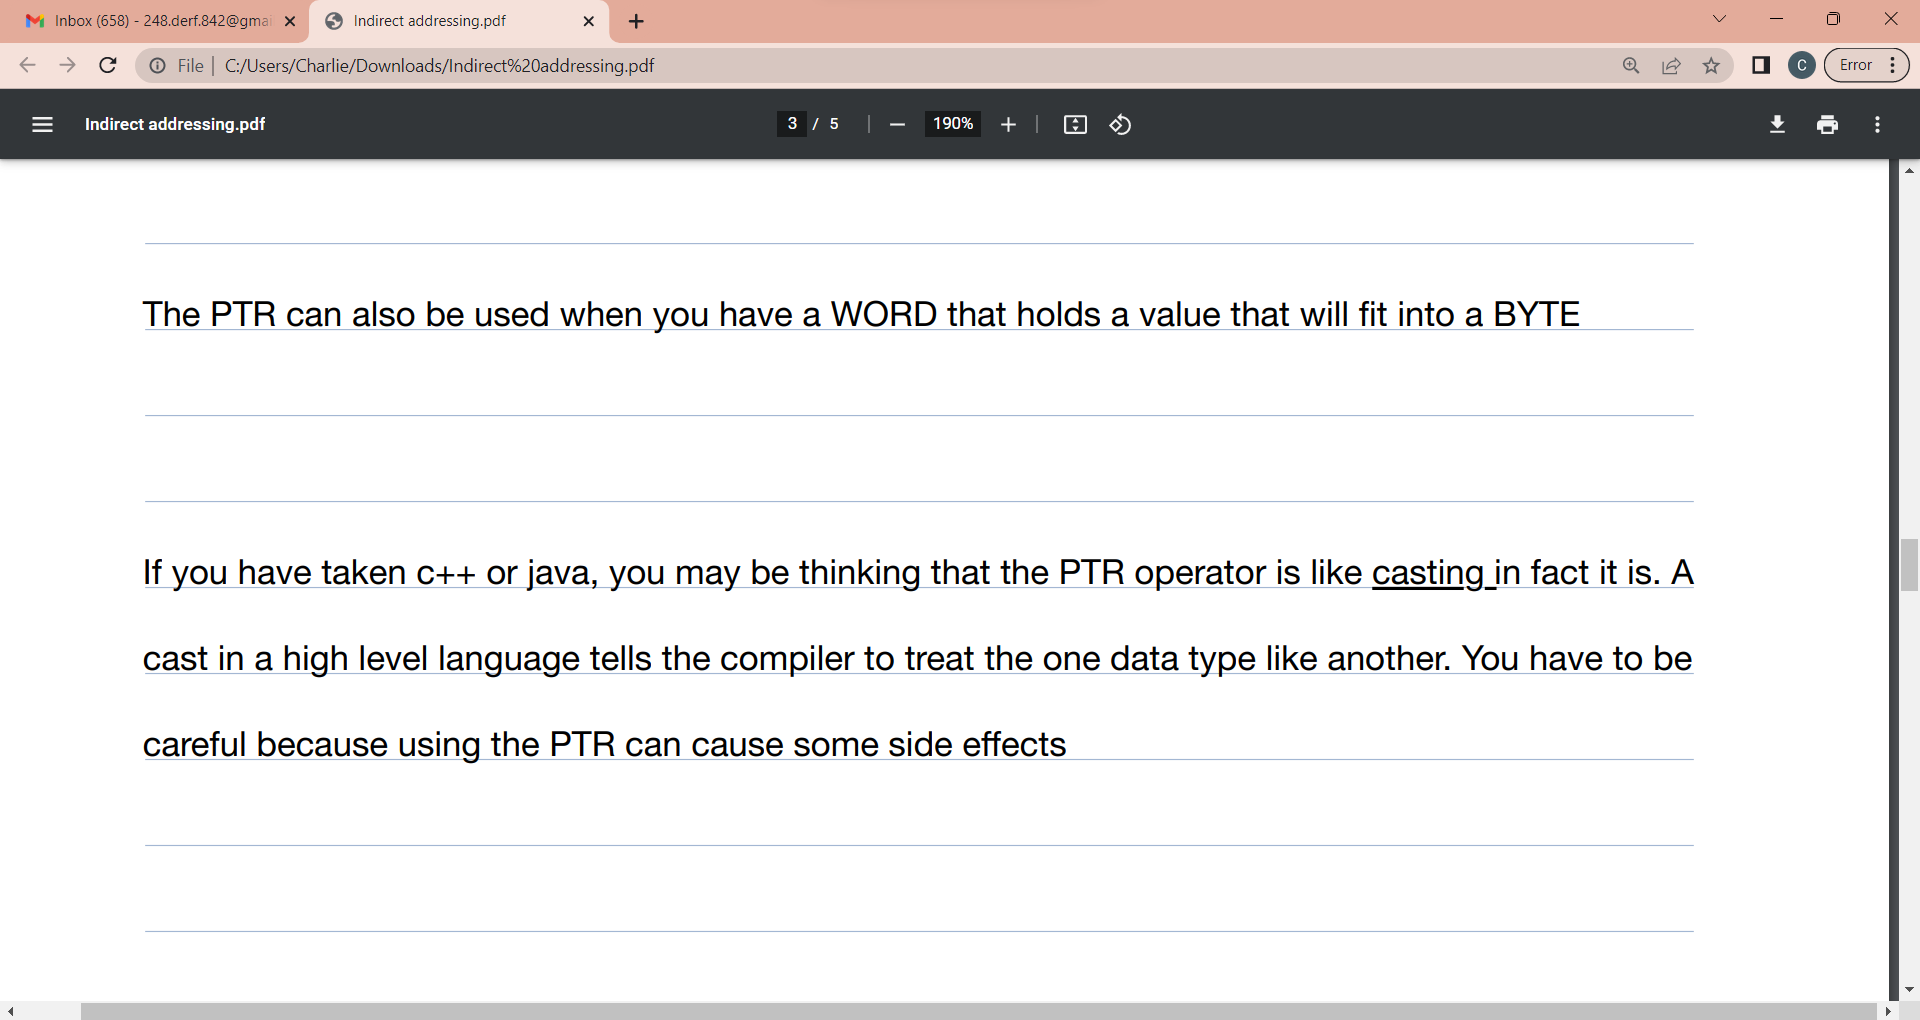 Inbox (658) - 248.derf.842@gmai
Indirect addressing.pdf
File
C:/Users/Charlie/Downloads/Indirect%20addressing.pdf
C
Error
Indirect addressing.pdf
3 / 5
190%
The PTR can also be used when you have a WORD that holds a value that will fit into a BYTE
If you have taken c++ or java, you may be thinking that the PTR operator is like casting in fact it is. A
cast in a high level language tells the compiler to treat the one data type like another. You have to be
careful because using the PTR can cause some side effects